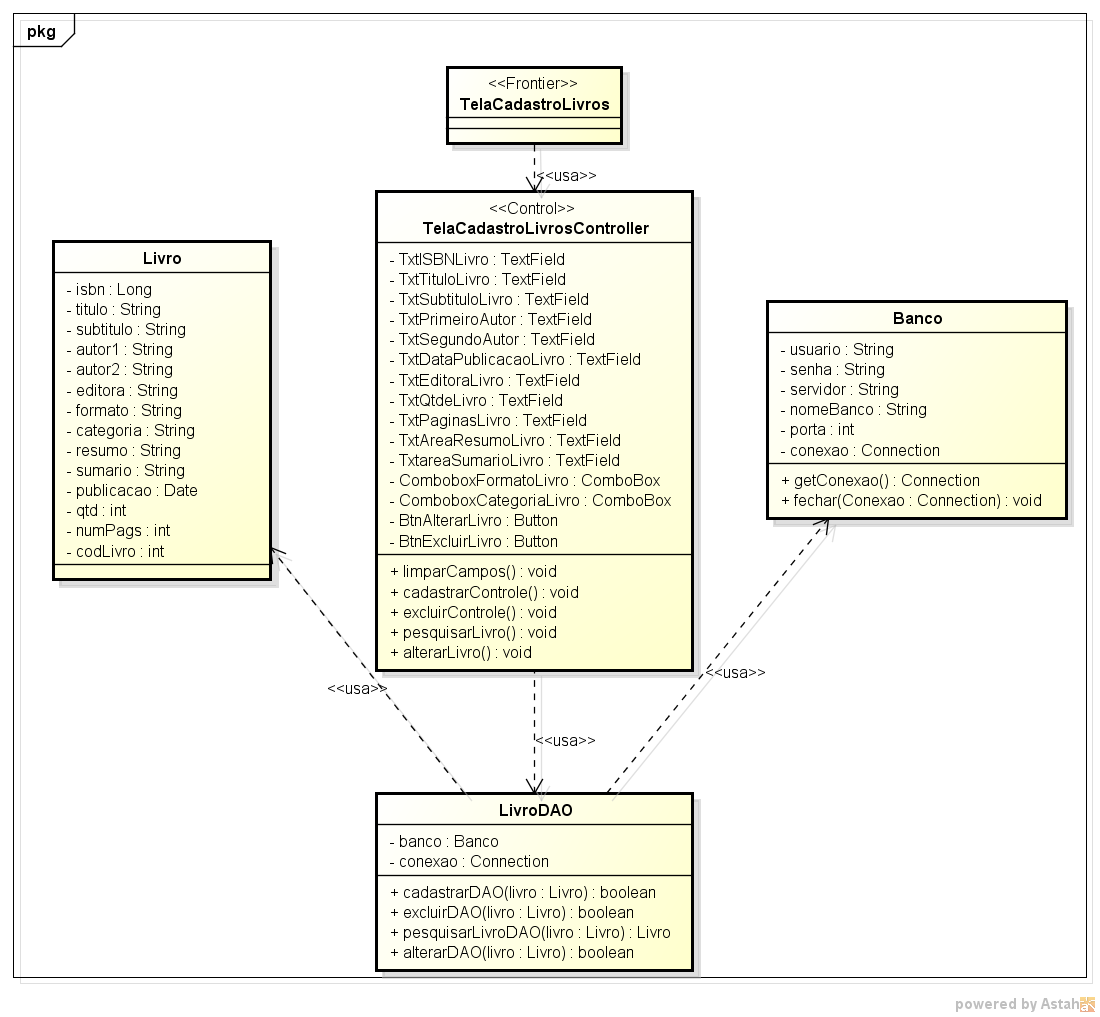 pkg
<<Frontier>>
TelaCadastroLivros
<<usa>>
<<Control>>
TelaCadastroLivrosController
- TxtISBNLivro : TextField
- TxtTituloLivro : TextField
- TxtSubtituloLivro : TextField
- TxtPrimeiroAutor : TextField
- TxtSegundoAutor : TextField
- TxtDataPublicacaoLivro : TextField
- TxtEditoraLivro : TextField
- TxtQtdeLivro : TextField
- TxtPaginasLivro : TextField
- TxtAreaResumoLivro : TextField
- TxtareaSumarioLivro : TextField
- ComboboxFormatoLivro : ComboBox
- ComboboxCategoriaLivro : ComboBox
- BtnAlterarLivro : Button
- BtnExcluirLivro : Button
+ limparCampos() : void
+ cadastrarControle() : void
+ excluirControle() : void
+ pesquisarLivro() : void
+ alterarLivro() : void
Livro
- isbn : Long
- titulo : String
- subtitulo : String
- autor1 : String
- autor2 : String
- editora : String
- formato : String
- categoria : String
- resumo : String
- sumario : String
- publicacao : Date
- qtd : int
- numPags : int
- codLivro : int
Banco
- usuario : String
- senha : String
- servidor : String
- nomeBanco : String
- porta : int
- conexao : Connection
+ getConexao() : Connection
+ fechar(Conexao : Connection) : void
<<usa>>
<<usa>>
<<usa>>
LivroDAO
- banco : Banco
- conexao : Connection
+ cadastrarDAO(livro : Livro) : boolean
+ excluirDAO(livro : Livro) : boolean
+ pesquisarLivroDAO(livro : Livro) : Livro
+ alterarDAO(livro : Livro) : boolean
powered by Astah